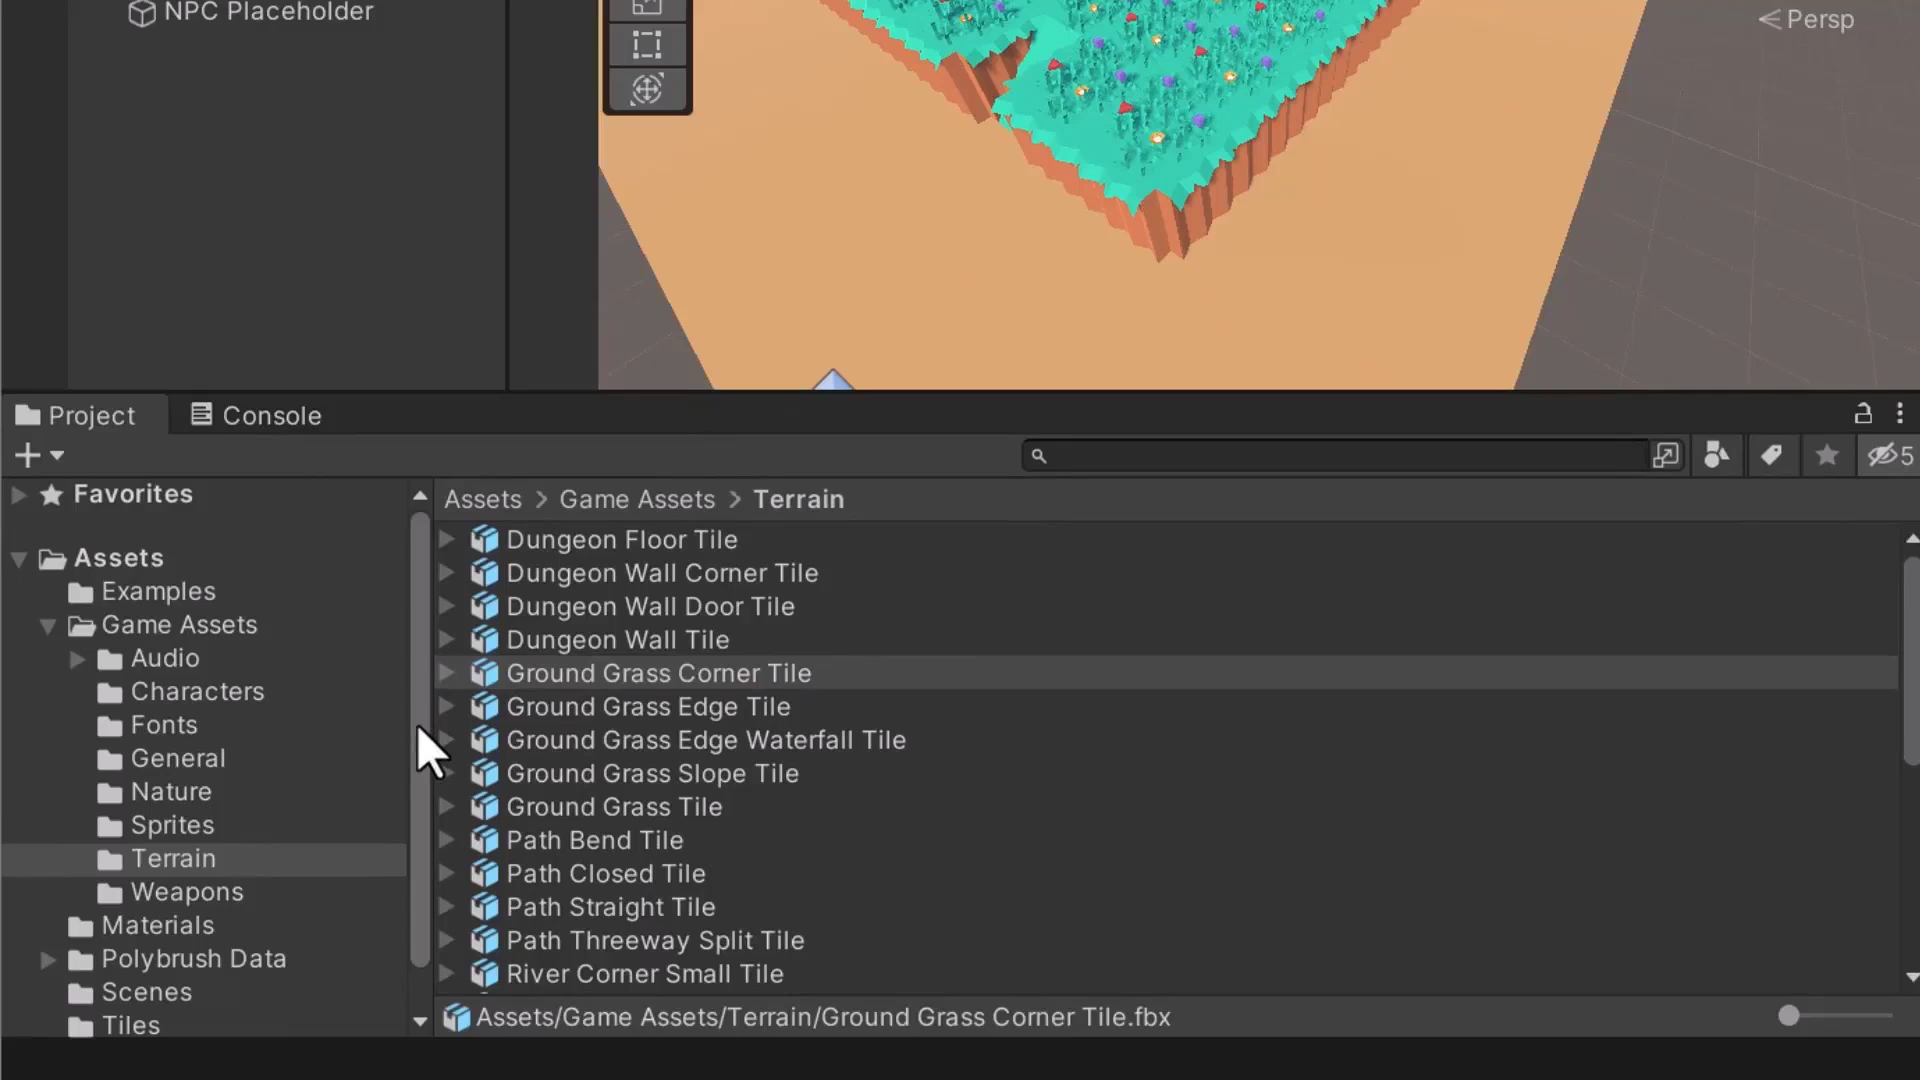 NPC Placeholder
Persp
Project
Console
5
Favorites
Assets > Game Assets > Terrain
Assets
Examples
Game Assets
Audio
Characters
Fonts
General
Nature
Sprites
Terrain
Weapons
Materials
Polybrush Data
Scenes
Tiles
Dungeon Floor Tile
Dungeon Wall Corner Tile
Dungeon Wall Door Tile
Dungeon Wall Tile
Ground Grass Corner Tile
Ground Grass Edge Tile
Ground Grass Edge Waterfall Tile
Ground Grass Slope Tile
Ground Grass Tile
Path Bend Tile
Path Closed Tile
Path Straight Tile
Path Threeway Split Tile
River Corner Small Tile
Assets/Game Assets/Terrain/Ground Grass Corner Tile.fbx